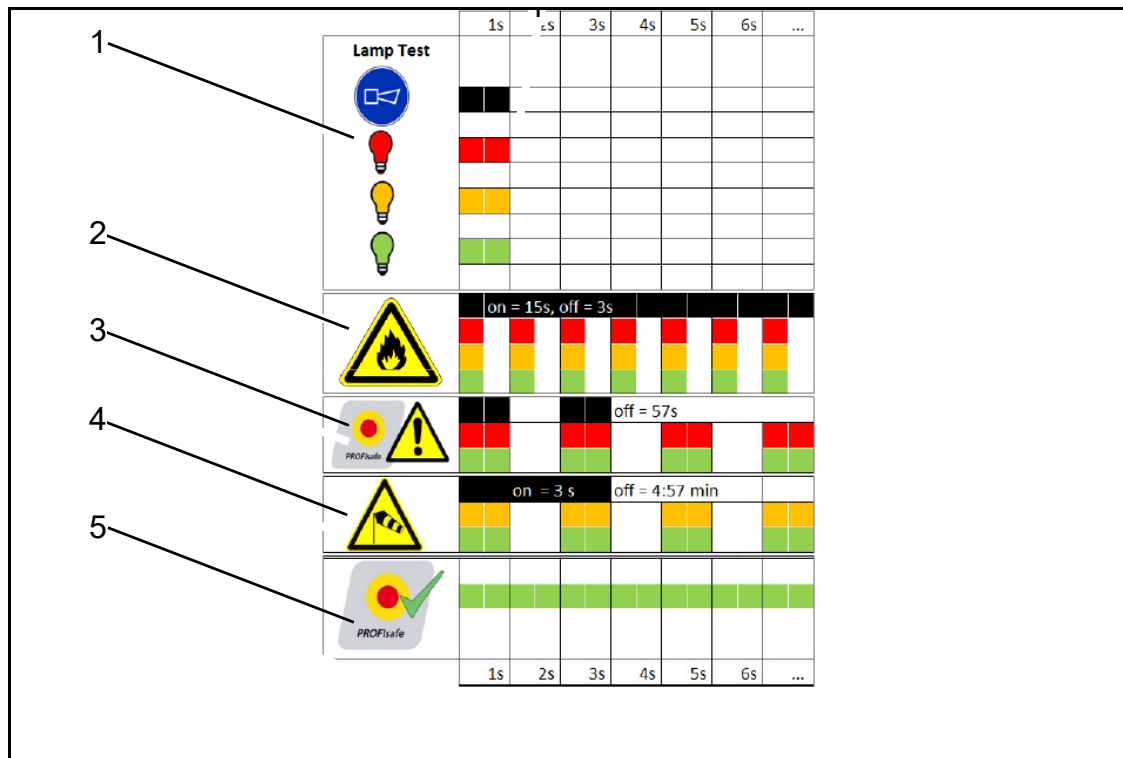 1s 2s 3s 4s 5s 6s ...
1
Lamp Test
2
on = 15s, off = 3s
3
off = 57s
PROFIsafe
4
on = 3 s off = 4:57 min
5
PROFIsafe
1s 2s 3s 4s 5s 6s ...